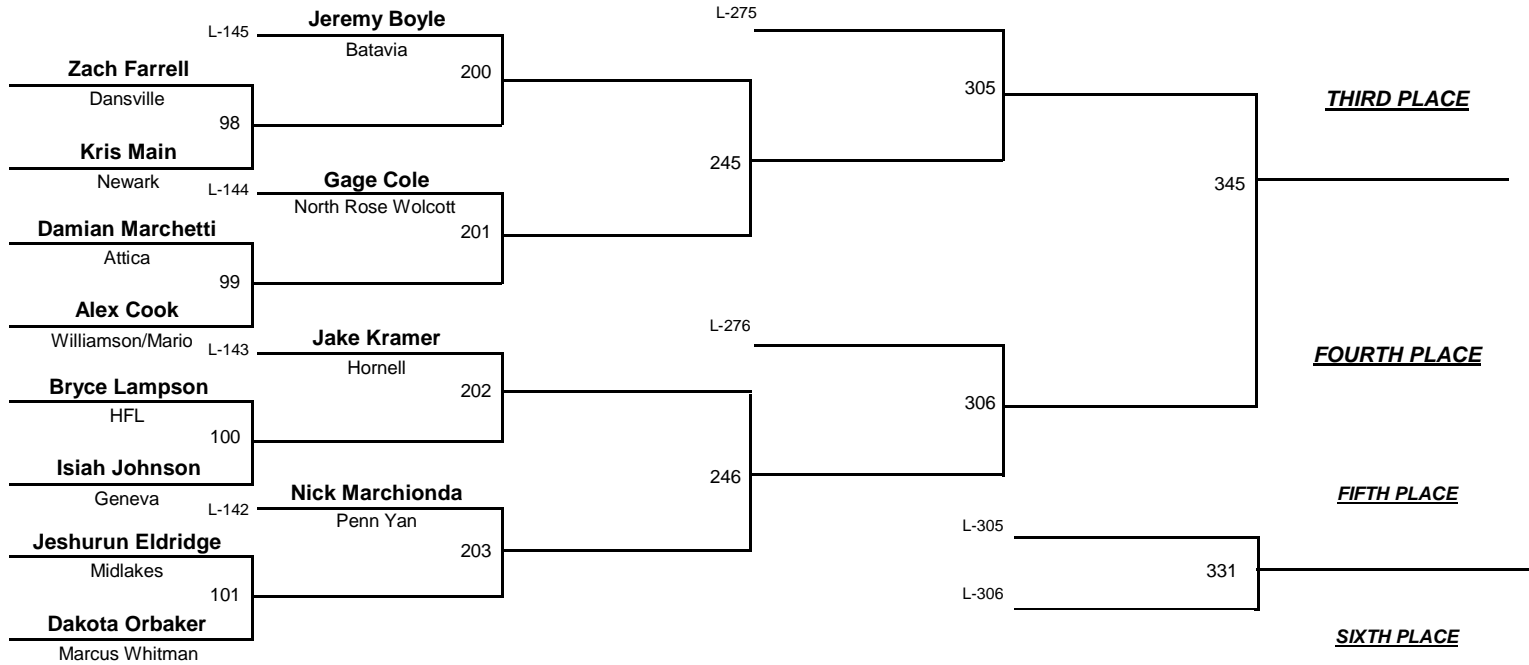 L-275
Jeremy Boyle
L-145
Batavia
Zach Farrell
200
305
THIRD PLACE
Dansville
98
Kris Main
245
Newark
L-144
Gage Cole
345
North Rose Wolcott
Damian Marchetti
201
Attica
99
Alex Cook
L-276
Williamson/Mario
L-143
Jake Kramer
FOURTH PLACE
Hornell
Bryce Lampson
202
306
HFL
100
Isiah Johnson
246
Geneva
L-142
Nick Marchionda
FIFTH PLACE
Penn Yan
L-305
Jeshurun Eldridge
203
Midlakes
331
101
L-306
Dakota Orbaker
SIXTH PLACE
Marcus Whitman